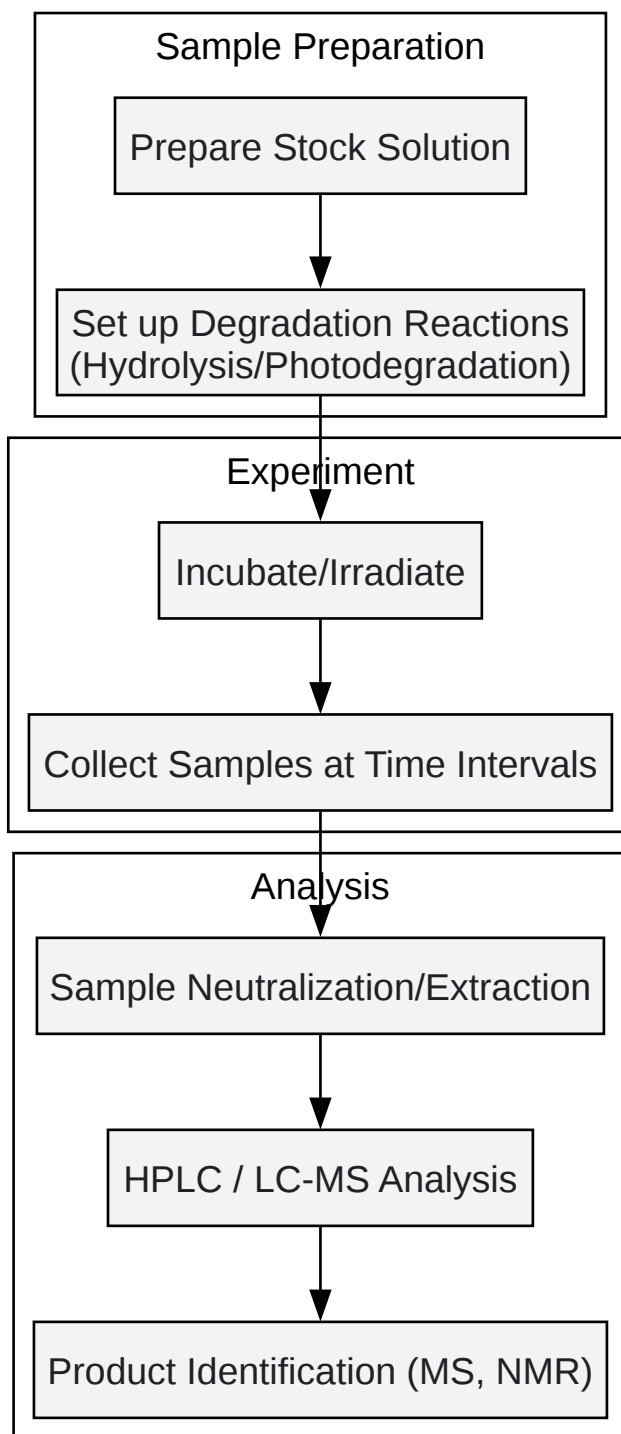 Sample Preparation
Prepare Stock Solution
Set up Degradation Reactions
(Hydrolysis/Photodegradation)
Experiment
Incubate/Irradiate
Collect Samples at Time Intervals
Analysis
Sample Neutralization/Extraction
HPLC / LC-MS Analysis
Product Identification (MS, NMR)